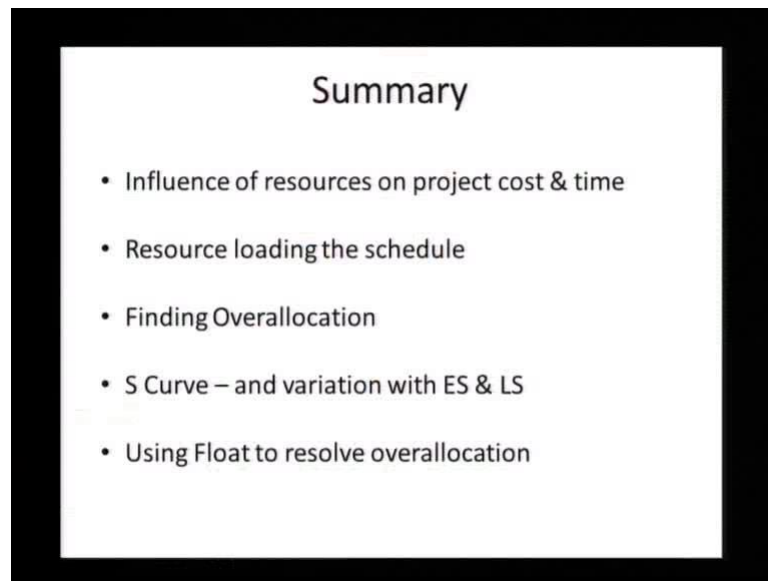 Summary
• Influence of resources on project cost & time
• Resource loading the schedule
• Finding Overallocation
• S Curve – and variation with ES & LS
• Using Float to resolve overallocation